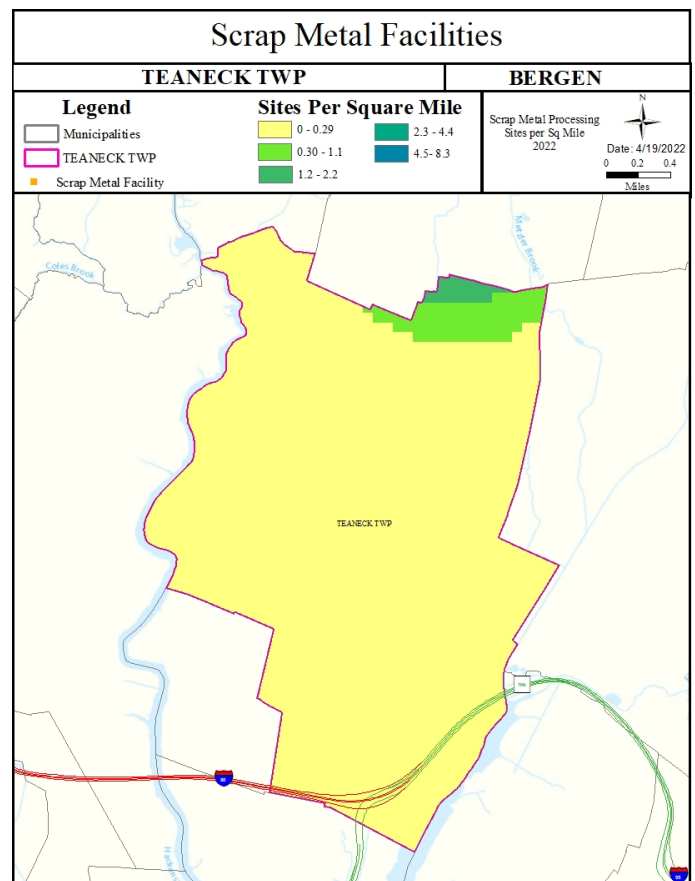 Scrap Metal Facilities
TEANECK TWP
BERGEN
Legend
Municipalities
TEANECK TWP
Scrap Metal Facility
Sites Per Square Mile
0 - 0.29
0.30 - 1.1
1.2 - 2.2
2.3 - 4.4
4.5- 8.3
Scrap Metal Processing
Sites per Sq Mile
2022
N
Date: 4/19/2022
0 0.2 0.4
Miles
Coles Brook
Metzler Brook
TEANECK TWP
80
95